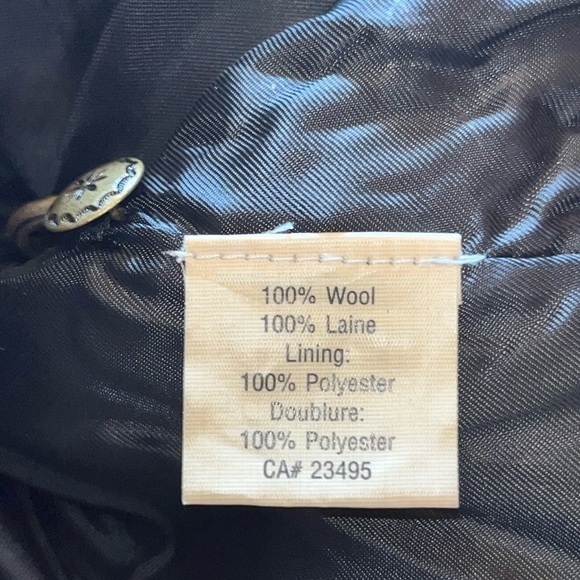 100% Wool
100% Laine
Lining:
100% Polyester
Doublure:
100% Polyester
CA# 23495